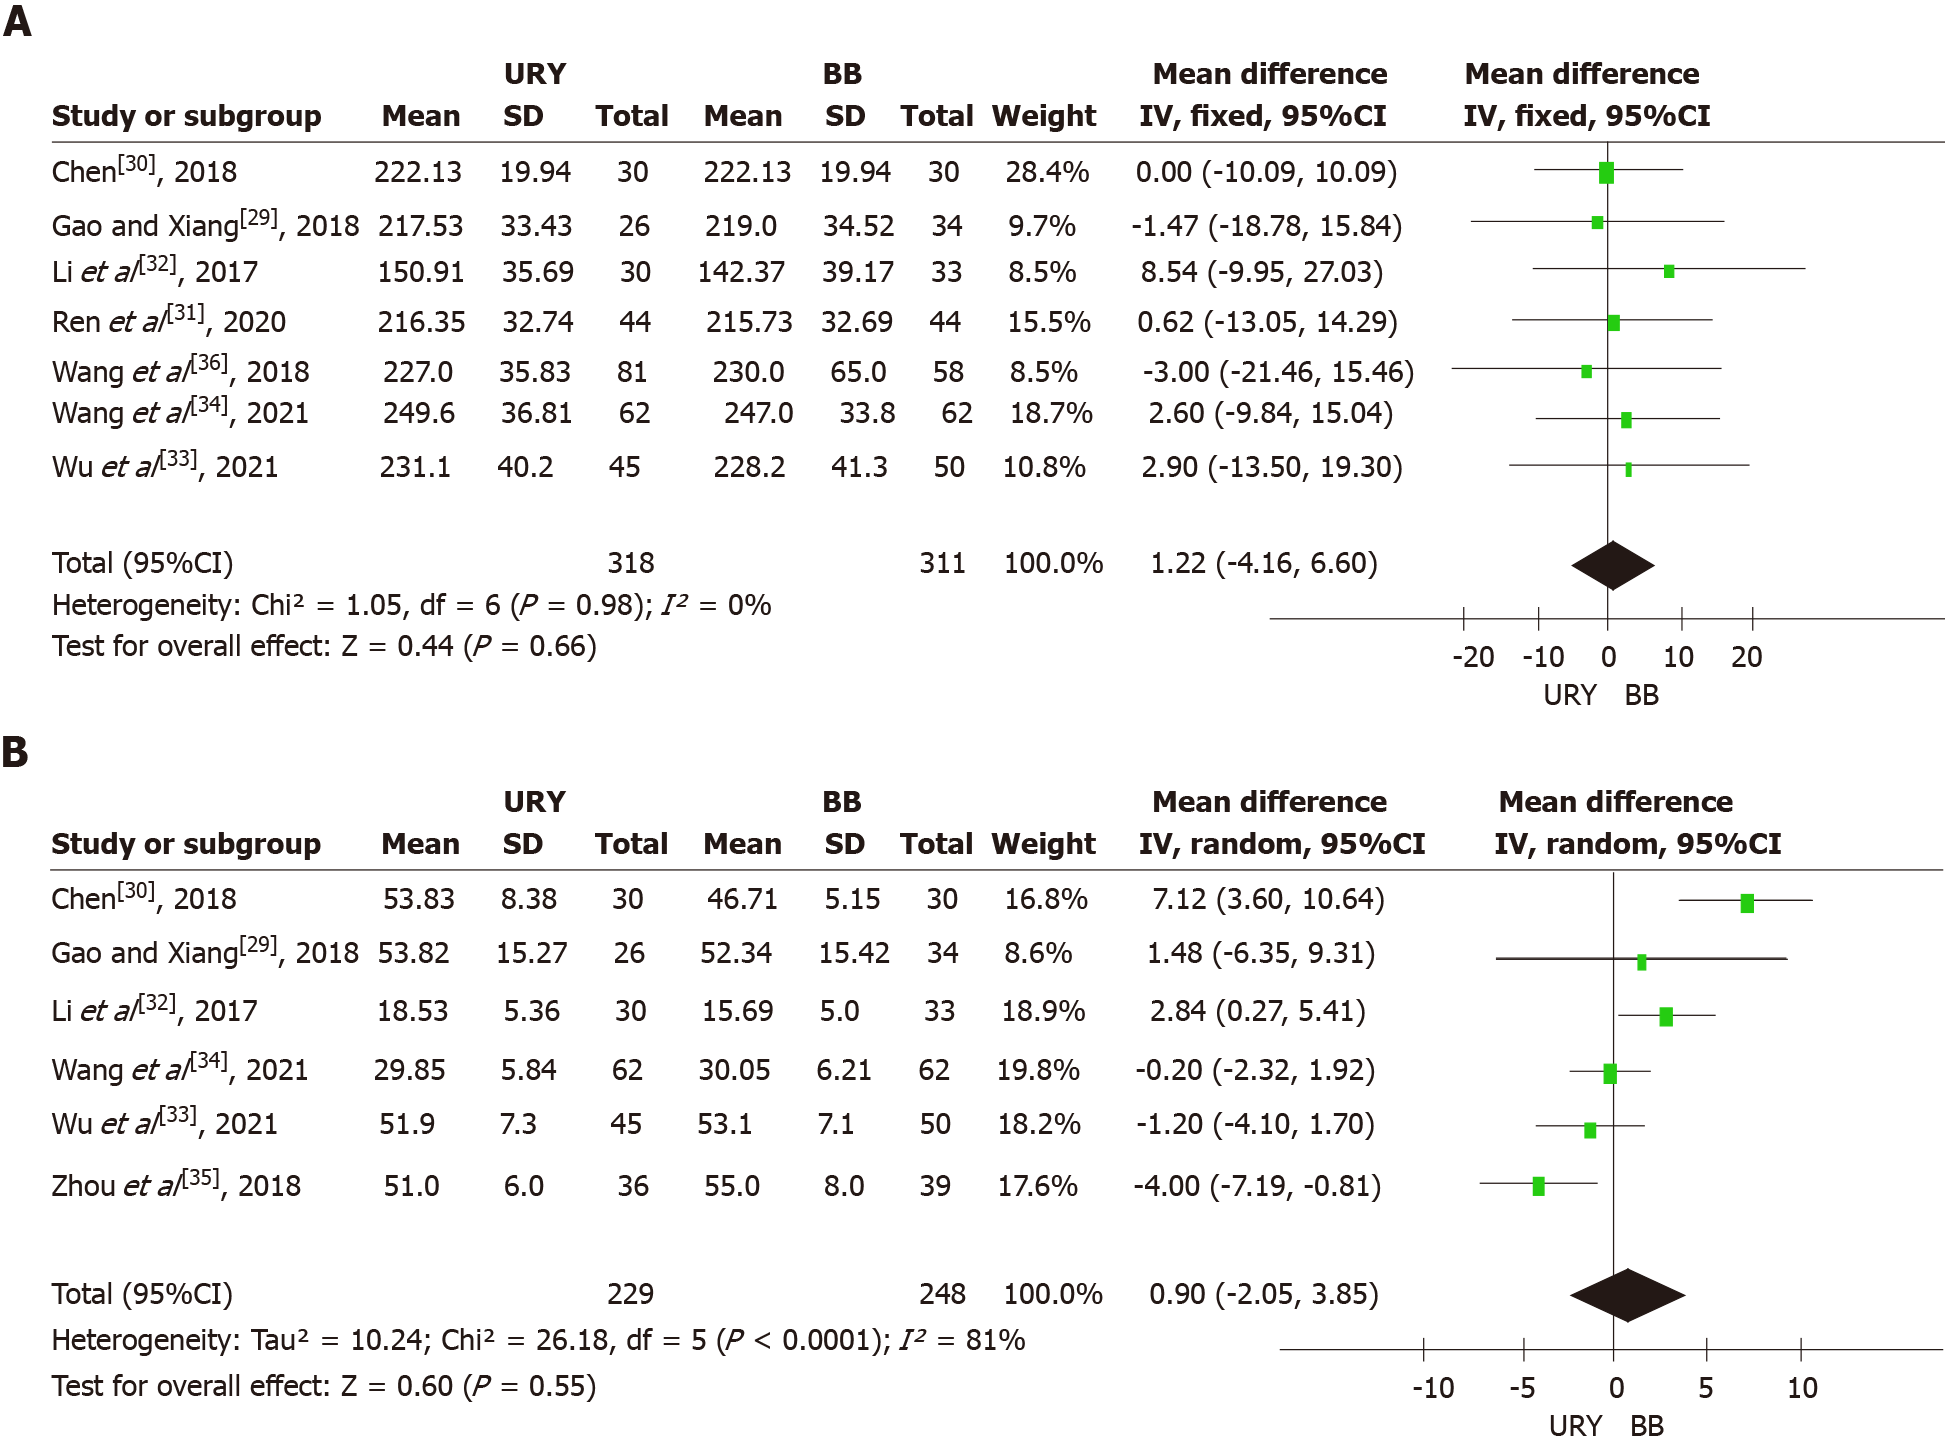 A
URY BB Mean difference Mean difference
Study or subgroup Mean SD Total Mean SD Total Weight IV, fixed, 95%CI IV, fixed, 95%CI
Chen[30], 2018 222.13 19.94 30 222.13 19.94 30 28.4% 0.00 (-10.09, 10.09)
Gao and Xiang[29], 2018 217.53 33.43 26 219.0 34.52 34 9.7% -1.47 (-18.78, 15.84)
Li et al[32], 2017 150.91 35.69 30 142.37 39.17 33 8.5% 8.54 (-9.95, 27.03)
Ren et al[31], 2020 216.35 32.74 44 215.73 32.69 44 15.5% 0.62 (-13.05, 14.29)
Wang et al[36], 2018 227.0 35.83 81 230.0 65.0 58 8.5% -3.00 (-21.46, 15.46)
Wang et al[34], 2021 249.6 36.81 62 247.0 33.8 62 18.7% 2.60 (-9.84, 15.04)
Wu et al[33], 2021 231.1 40.2 45 228.2 41.3 50 10.8% 2.90 (-13.50, 19.30)
Total (95%CI) 318 311 100.0% 1.22 (-4.16, 6.60)
Heterogeneity: Chi² = 1.05, df = 6 (P = 0.98); I² = 0%
Test for overall effect: Z = 0.44 (P = 0.66)
-20 -10 0 10 20
URY BB
B
URY BB Mean difference Mean difference
Study or subgroup Mean SD Total Mean SD Total Weight IV, random, 95%CI IV, random, 95%CI
Chen[30], 2018 53.83 8.38 30 46.71 5.15 30 16.8% 7.12 (3.60, 10.64)
Gao and Xiang[29], 2018 53.82 15.27 26 52.34 15.42 34 8.6% 1.48 (-6.35, 9.31)
Li et al[32], 2017 18.53 5.36 30 15.69 5.0 33 18.9% 2.84 (0.27, 5.41)
Wang et al[34], 2021 29.85 5.84 62 30.05 6.21 62 19.8% -0.20 (-2.32, 1.92)
Wu et al[33], 2021 51.9 7.3 45 53.1 7.1 50 18.2% -1.20 (-4.10, 1.70)
Zhou et al[35], 2018 51.0 6.0 36 55.0 8.0 39 17.6% -4.00 (-7.19, -0.81)
Total (95%CI) 229 248 100.0% 0.90 (-2.05, 3.85)
Heterogeneity: Tau² = 10.24; Chi² = 26.18, df = 5 (P < 0.0001); I² = 81%
Test for overall effect: Z = 0.60 (P = 0.55)
-10 -5 0 5 10
URY BB